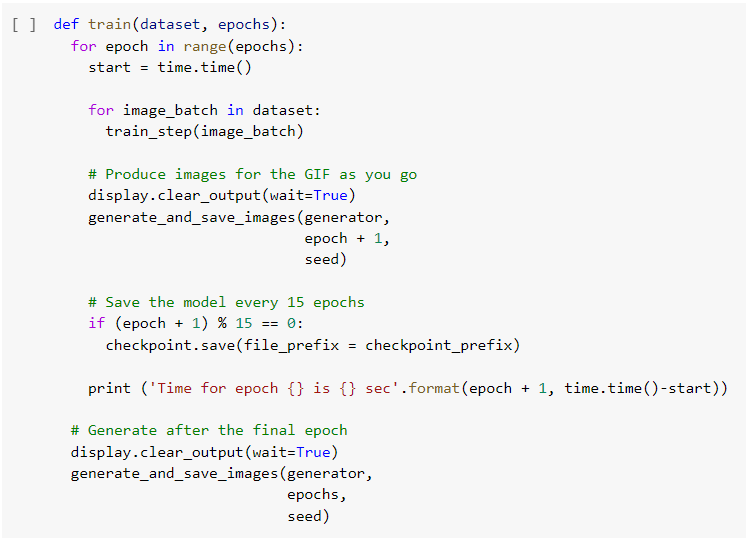 [ ] def train(dataset, epochs):
  for epoch in range(epochs):
    start = time.time()

    for image_batch in dataset:
      train_step(image_batch)

    # Produce images for the GIF as you go
    display.clear_output(wait=True)
    generate_and_save_images(generator,
                             epoch + 1,
                             seed)

    # Save the model every 15 epochs
    if (epoch + 1) % 15 == 0:
      checkpoint.save(file_prefix = checkpoint_prefix)

    print ('Time for epoch {} is {} sec'.format(epoch + 1, time.time()-start))

  # Generate after the final epoch
  display.clear_output(wait=True)
  generate_and_save_images(generator,
                           epochs,
                           seed)